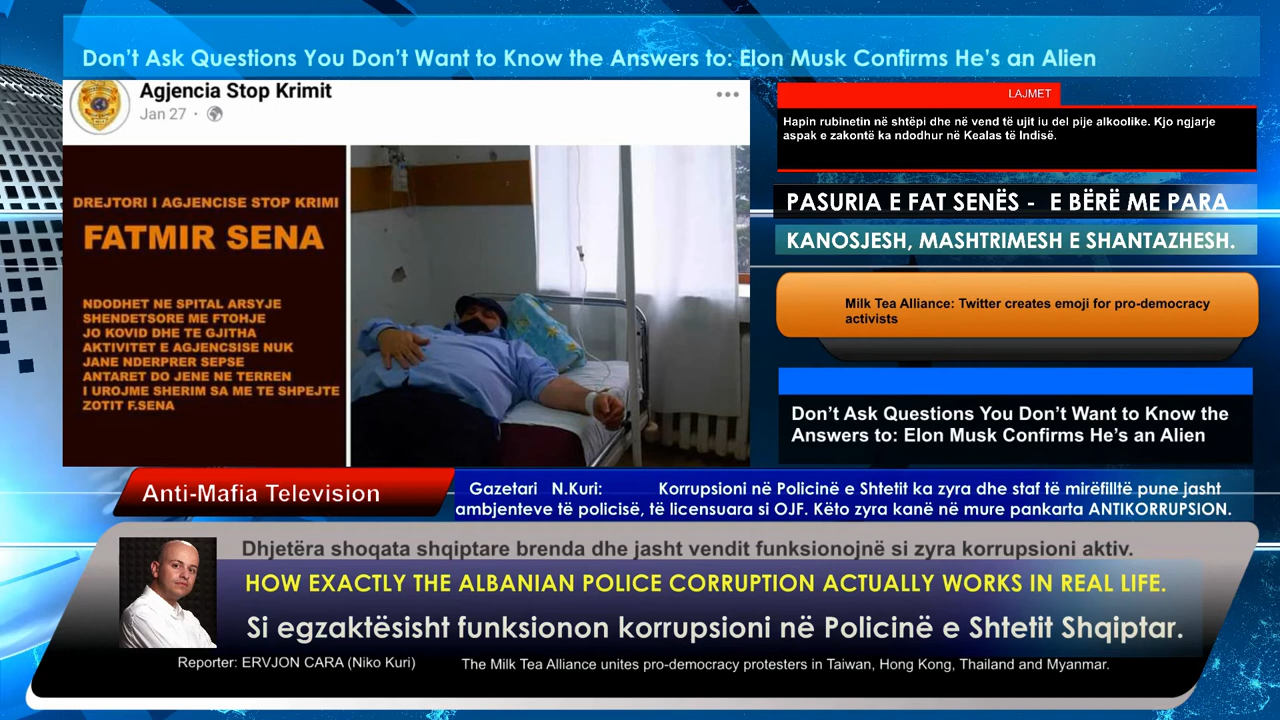 Don't Ask Questions You Don't Want to Know the Answers to: Elon Musk Confirms He's an Alien
Agjencia Stop Krimit
Jan 27 ·
DREJTORI I AGJENCISE STOP KRIMI
FATMIR SENA
NDODHET NE SPITAL ARSYJE
SHENDETSORE ME FTOHJE
JO KOVID DHE TE GJITHA
AKTIVITET E AGJENCSISE NUK
JANE NDERPRER SEPSE
ANTARET DO JENE NE TERREN
I UROJME SHERIM SA ME TE SHPEJTE
ZOTIT F.SENA
LAJMET
Hapin rubinetin në shtëpi dhe në vend të ujit iu del pije alkoolike. Kjo ngjarje
aspak e zakontë ka ndodhur në Kealas të Indisë.
PASURIA E FAT SENËS - E BËRË ME PARA
KANOSJESH, MASHTRIMESH E SHANTAZHESH.
Milk Tea Alliance: Twitter creates emoji for pro-democracy
activists
Don't Ask Questions You Don't Want to Know the
Answers to: Elon Musk Confirms He's an Alien
Anti-Mafia Television
Gazetari N.Kuri: Korrupsioni në Policinë e Shtetit ka zyra dhe staf të mirëfilltë pune jasht
ambjenteve të policisë, të licensuara si OJF. Këto zyra kanë në mure pankarta ANTIKORRUPSION.
Dhjetëra shoqata shqiptare brenda dhe jasht vendit funksionojnë si zyra korrupsioni aktiv.
HOW EXACTLY THE ALBANIAN POLICE CORRUPTION ACTUALLY WORKS IN REAL LIFE.
Si egzaktësisht funksionon korrupsioni në Policinë e Shtetit Shqiptar.
Reporter: ERVJON CARA (Niko Kuri)
The Milk Tea Alliance unites pro-democracy protesters in Taiwan, Hong Kong, Thailand and Myanmar.